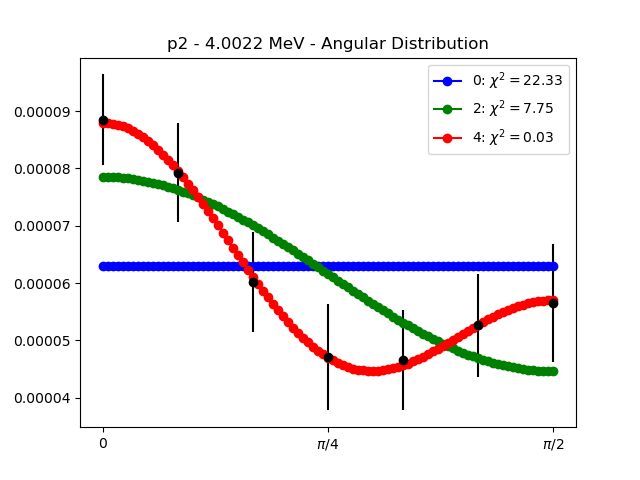 p2 - 4.0022 MeV - Angular Distribution
0: χ² = 22.33
2: χ² = 7.75
4: χ² = 0.03
0.00009
0.00008
0.00007
0.00006
0.00005
0.00004
0
π/4
π/2